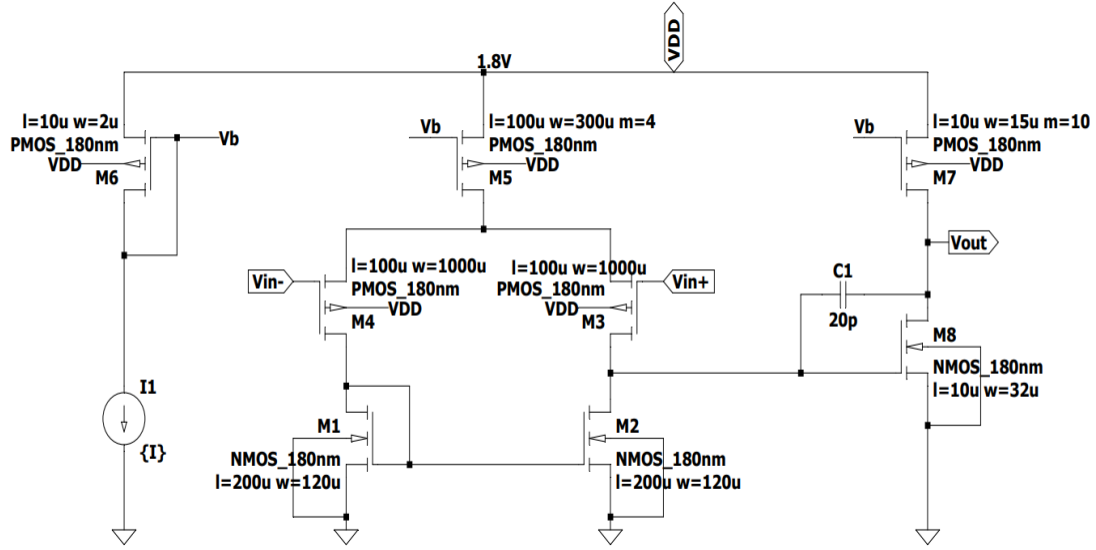 VDD
1.8V
l=10u w=2u
PMOS_180nm
VDD
M6
Vb
Vb
l=100u w=300u m=4
PMOS_180nm
VDD
M5
Vb
l=10u w=15u m=10
PMOS_180nm
VDD
M7
Vout
Vin-
l=100u w=1000u
PMOS_180nm
VDD
M4
l=100u w=1000u
PMOS_180nm
VDD
M3
Vin+
C1
20p
M8
NMOS_180nm
l=10u w=32u
I1
{I}
M1
NMOS_180nm
l=200u w=120u
M2
NMOS_180nm
l=200u w=120u